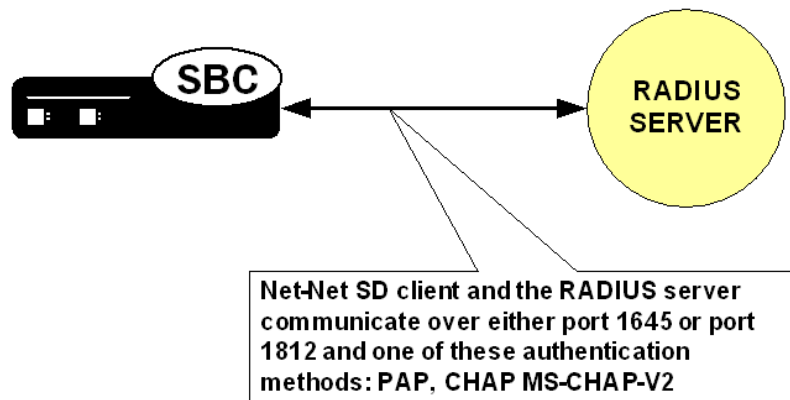 SBC
RADIUS
SERVER
Net-Net SD client and the RADIUS server
communicate over either port 1645 or port
1812 and one of these authentication
methods: PAP, CHAP MS-CHAP-V2